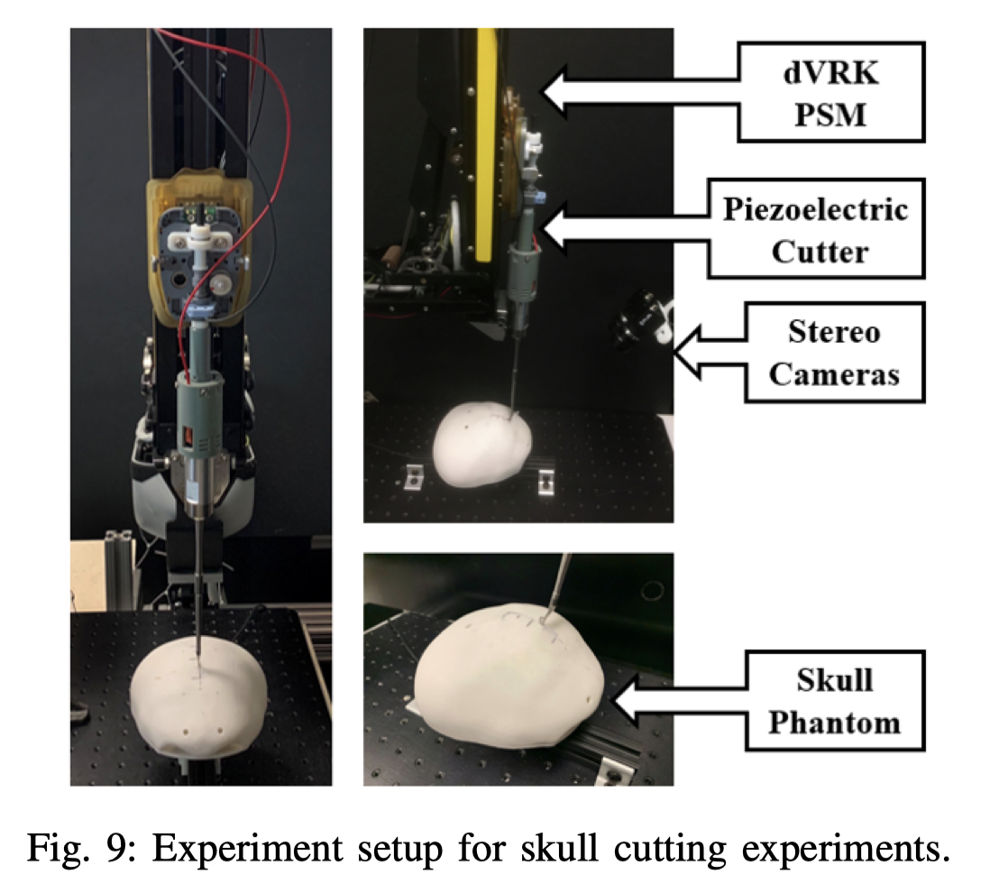 dVRK
PSM
Piezoelectric
Cutter
Stereo
Cameras
Skull
Phantom
Fig. 9: Experiment setup for skull cutting experiments.